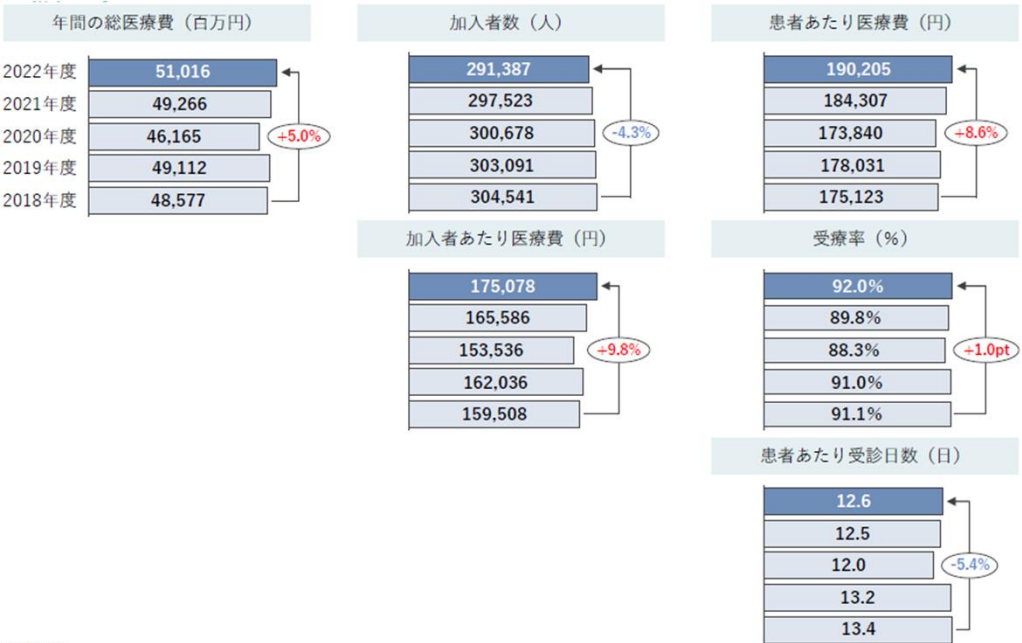 年間の総医療費（百万円）
2022年度 51,016
2021年度 49,266
2020年度 46,165
2019年度 49,112
2018年度 48,577
+5.0%
加入者数（人）
291,387
297,523
300,678
303,091
304,541
-4.3%
患者あたり医療費（円）
190,205
184,307
173,840
178,031
175,123
+8.6%
加入者あたり医療費（円）
175,078
165,586
153,536
162,036
159,508
+9.8%
受療率（%）
92.0%
89.8%
88.3%
91.0%
91.1%
+1.0pt
患者あたり受診日数（日）
12.6
12.5
12.0
13.2
13.4
-5.4%